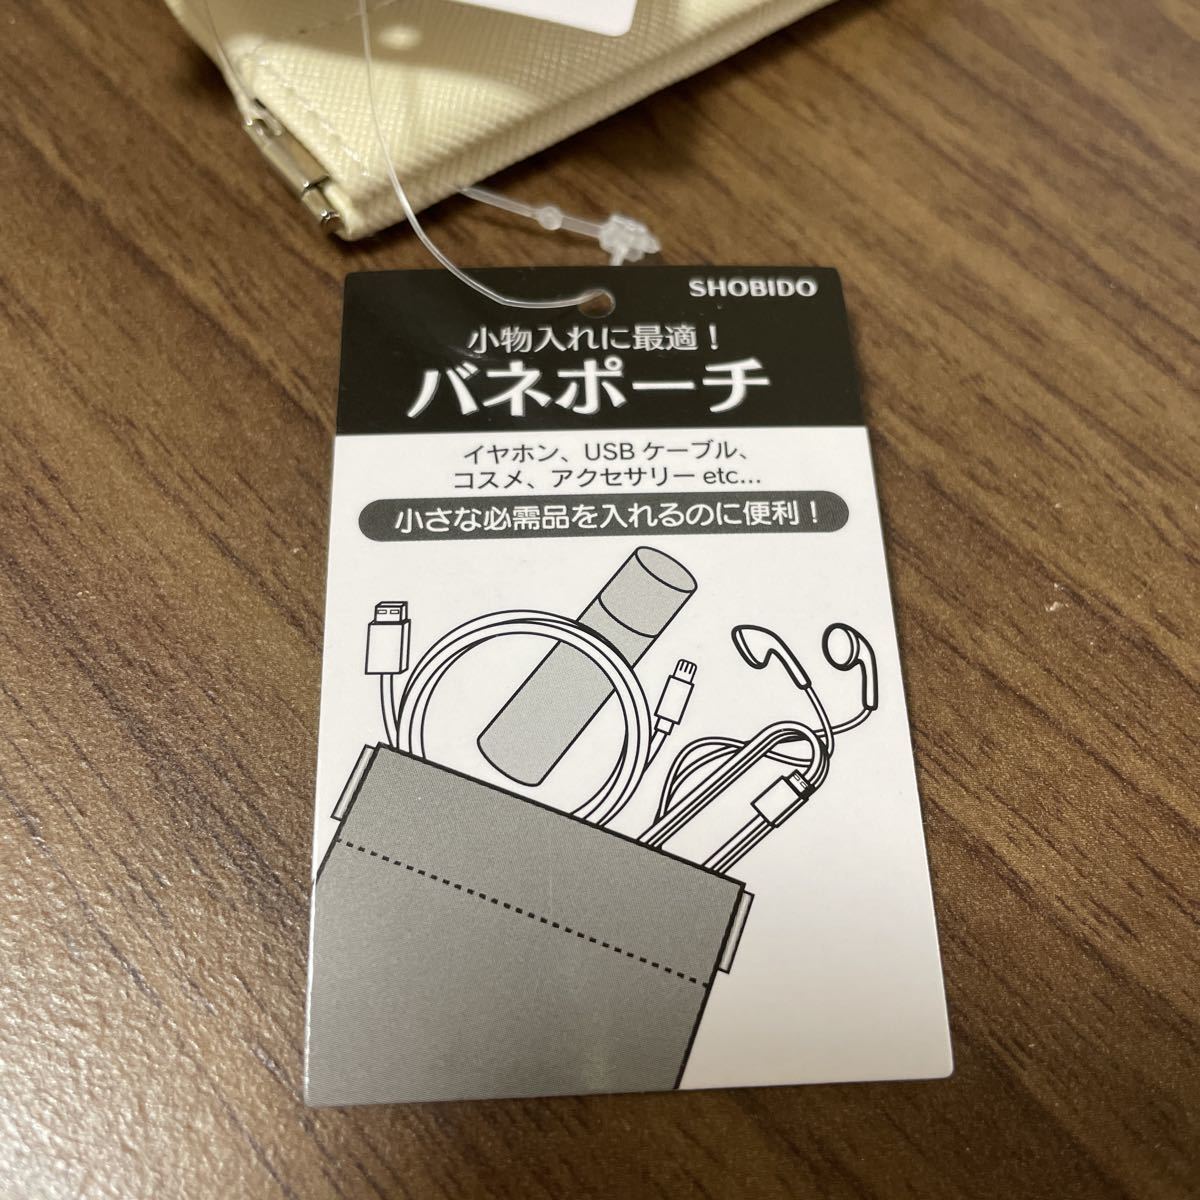 SHOBIDO
小物入れに最適！
バネポーチ
イヤホン、USB ケーブル、
コスメ、アクセサリー etc...
小さな必需品を入れるのに便利！